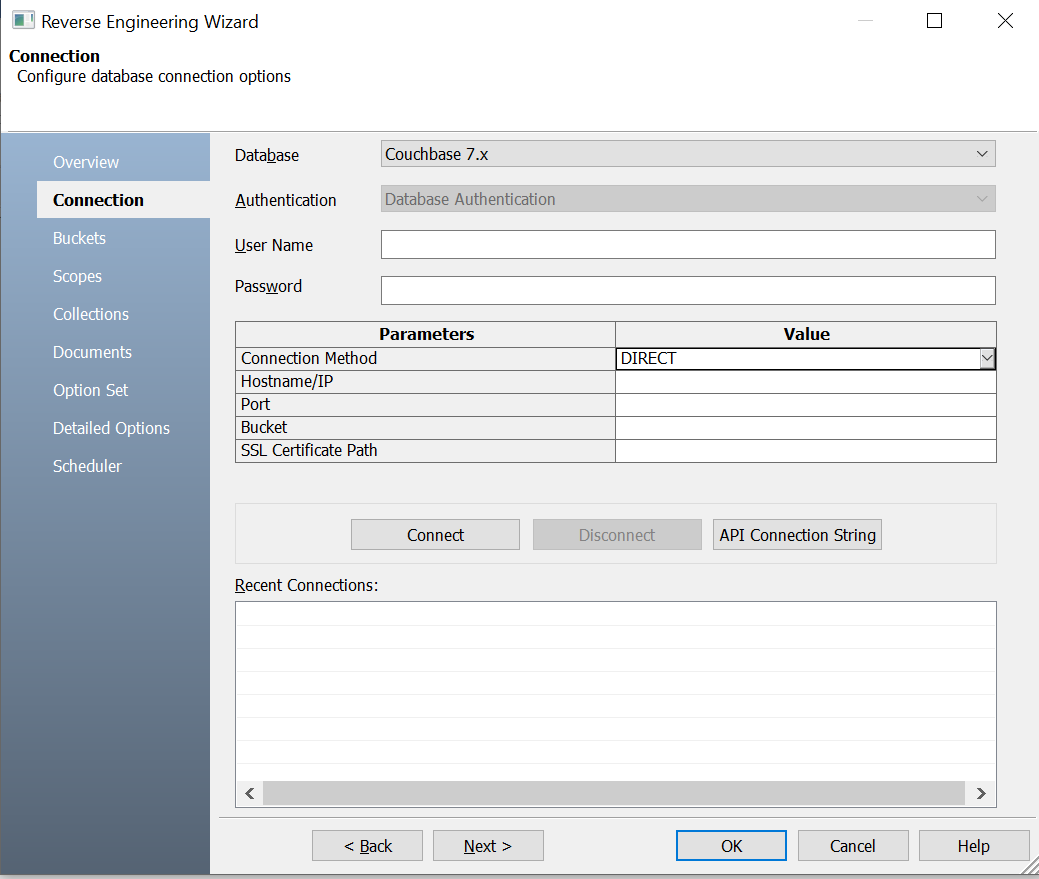 Reverse Engineering Wizard
Connection
Configure database connection options
Overview
Connection
Buckets
Scopes
Collections
Documents
Option Set
Detailed Options
Scheduler
Database Couchbase 7.x
Authentication Database Authentication
User Name
Password
Parameters Value
Connection Method DIRECT
Hostname/IP
Port
Bucket
SSL Certificate Path
Connect Disconnect API Connection String
Recent Connections:
< Back Next > OK Cancel Help